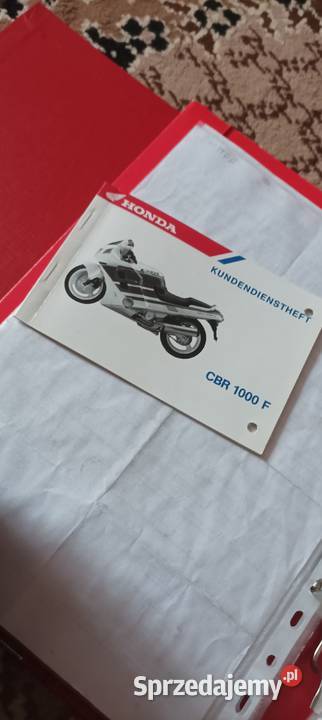 HONDA
KUNDENDIENSTHEFT
CBR 1000 F
Sprzedajemy.pl